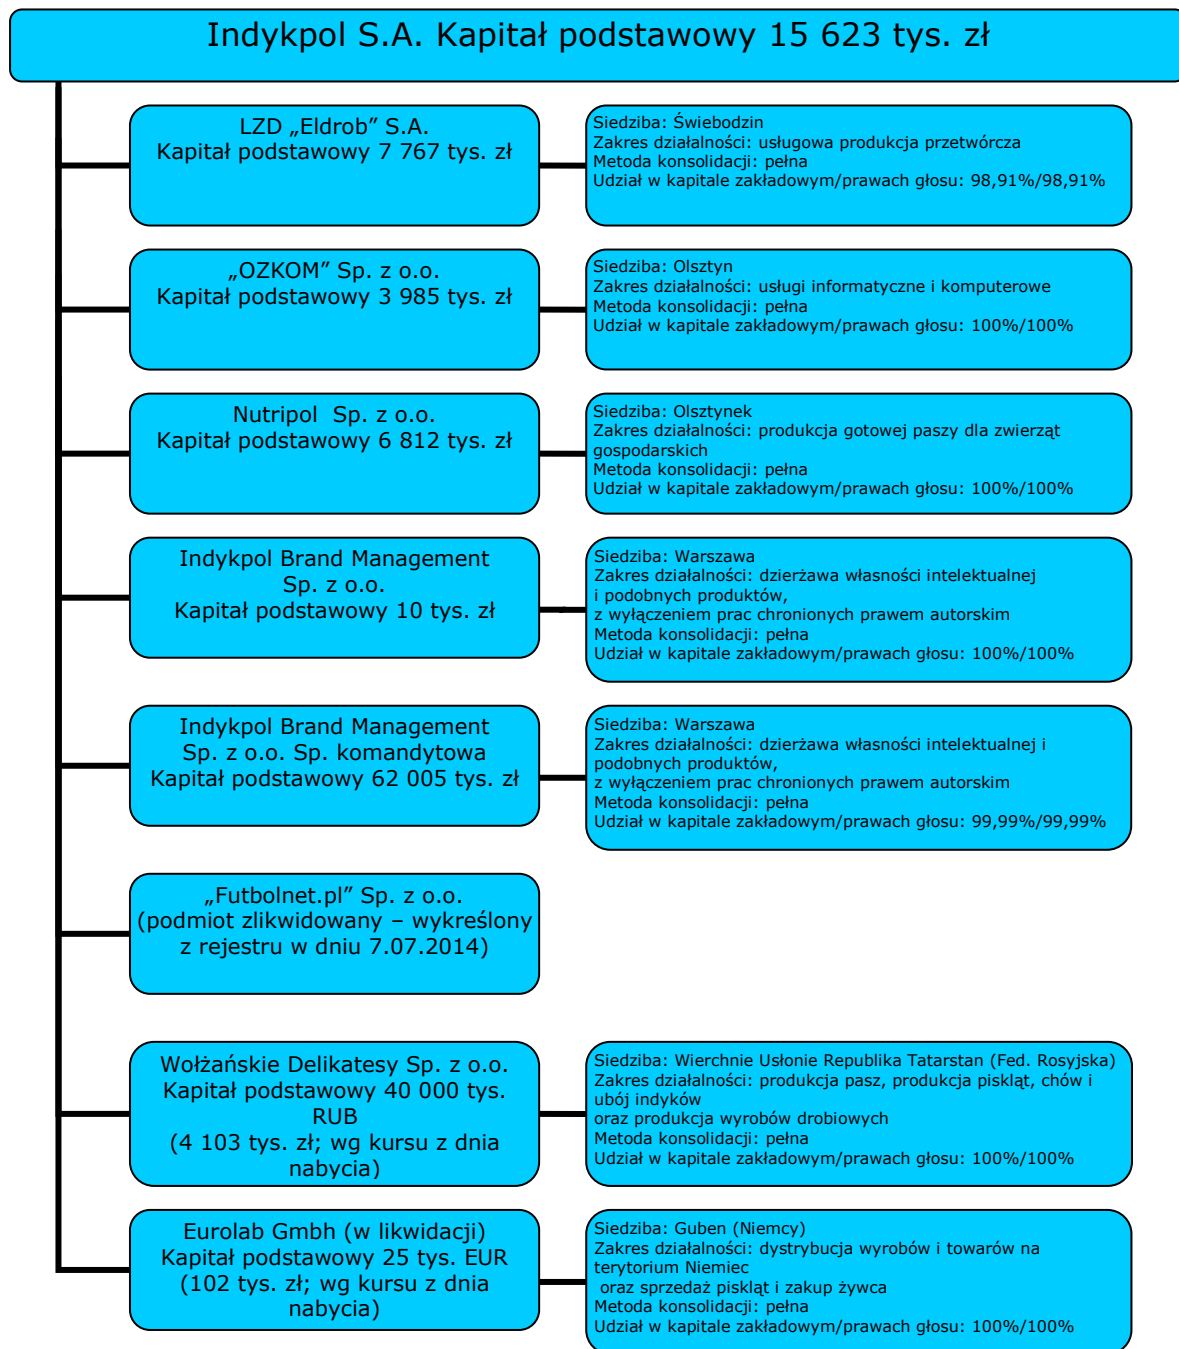 Indykpol S.A. Kapitał podstawowy 15 623 tys. zł
LZD „Eldrob” S.A.
Kapitał podstawowy 7 767 tys. zł
Siedziba: Świebodzin
Zakres działalności: usługowa produkcja przetwórcza
Metoda konsolidacji: pełna
Udział w kapitale zakładowym/prawach głosu: 98,91%/98,91%
„OZKOM” Sp. z o.o.
Kapitał podstawowy 3 985 tys. zł
Siedziba: Olsztyn
Zakres działalności: usługi informatyczne i komputerowe
Metoda konsolidacji: pełna
Udział w kapitale zakładowym/prawach głosu: 100%/100%
Nutripol Sp. z o.o.
Kapitał podstawowy 6 812 tys. zł
Siedziba: Olsztynek
Zakres działalności: produkcja gotowej paszy dla zwierząt
gospodarskich
Metoda konsolidacji: pełna
Udział w kapitale zakładowym/prawach głosu: 100%/100%
Indykpol Brand Management
Sp. z o.o.
Kapitał podstawowy 10 tys. zł
Siedziba: Warszawa
Zakres działalności: dzierżawa własności intelektualnej
i podobnych produktów,
z wyłączeniem prac chronionych prawem autorskim
Metoda konsolidacji: pełna
Udział w kapitale zakładowym/prawach głosu: 100%/100%
Indykpol Brand Management
Sp. z o.o. Sp. komandytowa
Kapitał podstawowy 62 005 tys. zł
Siedziba: Warszawa
Zakres działalności: dzierżawa własności intelektualnej i
podobnych produktów,
z wyłączeniem prac chronionych prawem autorskim
Metoda konsolidacji: pełna
Udział w kapitale zakładowym/prawach głosu: 99,99%/99,99%
„Futbolnet.pl” Sp. z o.o.
(podmiot zlikwidowany – wykreślony
z rejestru w dniu 7.07.2014)
Wołżańskie Delikatesy Sp. z o.o.
Kapitał podstawowy 40 000 tys.
RUB
(4 103 tys. zł; wg kursu z dnia
nabycia)
Siedziba: Wierchnie Usłonie Republika Tatarstan (Fed. Rosyjska)
Zakres działalności: produkcja pasz, produkcja piskląt, chów i
ubój indyków
oraz produkcja wyrobów drobiowych
Metoda konsolidacji: pełna
Udział w kapitale zakładowym/prawach głosu: 100%/100%
Eurolab Gmbh (w likwidacji)
Kapitał podstawowy 25 tys. EUR
(102 tys. zł; wg kursu z dnia
nabycia)
Siedziba: Guben (Niemcy)
Zakres działalności: dystrybucja wyrobów i towarów na
terytorium Niemiec
oraz sprzedaż piskląt i zakup żywca
Metoda konsolidacji: pełna
Udział w kapitale zakładowym/prawach głosu: 100%/100%